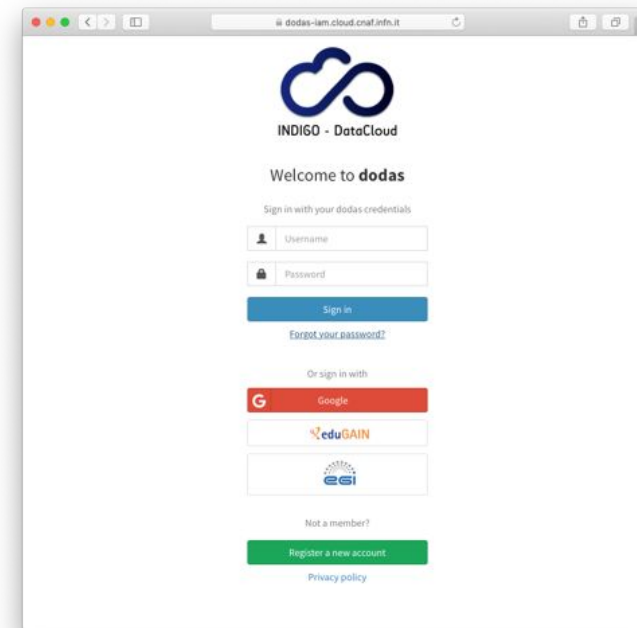 dodas-iam.cloud.cnaf.infn.it
INDIGO - DataCloud
Welcome to dodas
Sign in with your dodas credentials
Username
Password
Sign in
Forgot your password?
Or sign in with
G Google
eduGAIN
egi
Not a member?
Register a new account
Privacy policy